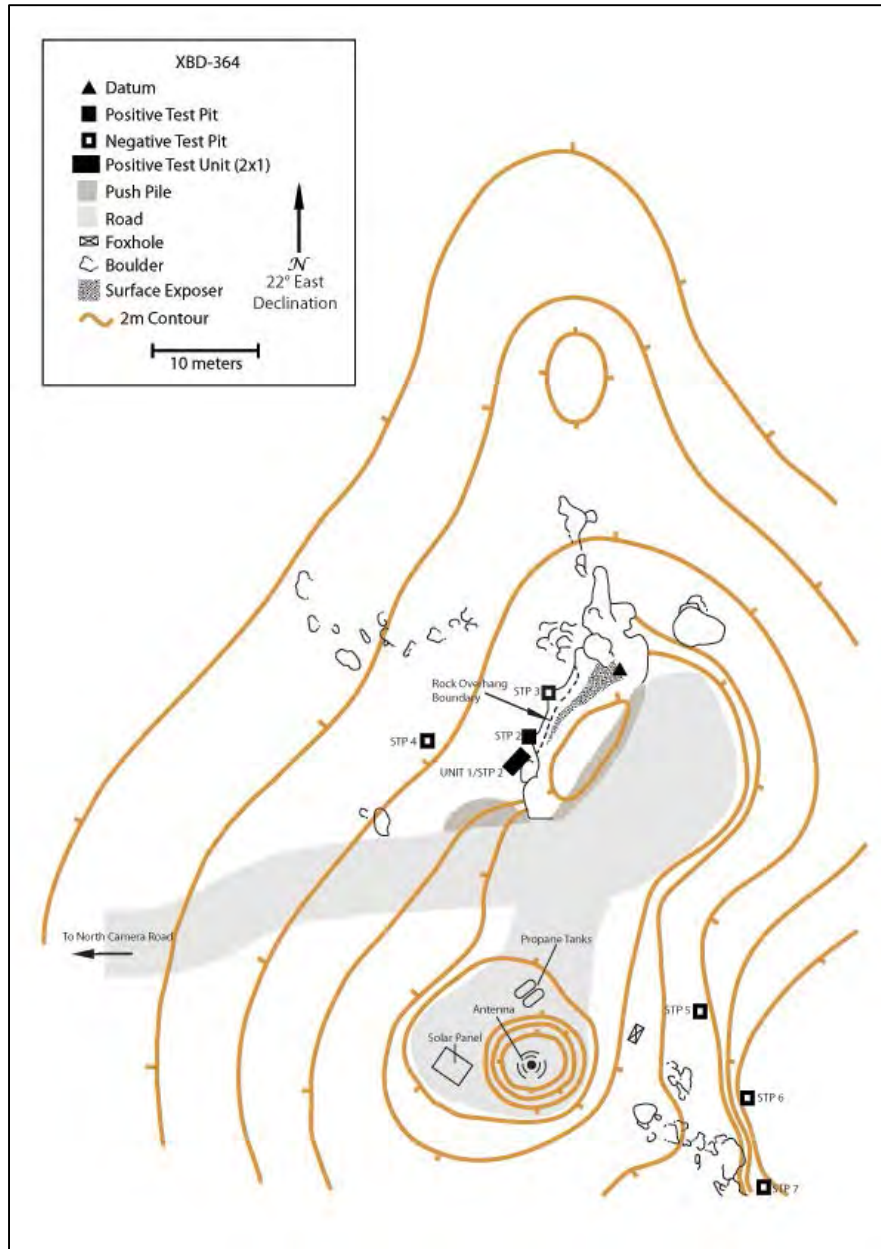 XBD-364
Datum
Positive Test Pit
Negative Test Pit
Positive Test Unit (2x1)
Push Pile
Road
Foxhole
Boulder
Surface Exposer
2m Contour
N
22° East
Declination
10 meters
Rock Overhang
Boundary
STP 3
STP 2
STP 4
UNIT 1/STP 2
To North Camera Road
Propane Tanks
Antenna
Solar Panel
STP 5
STP 6
STP 7